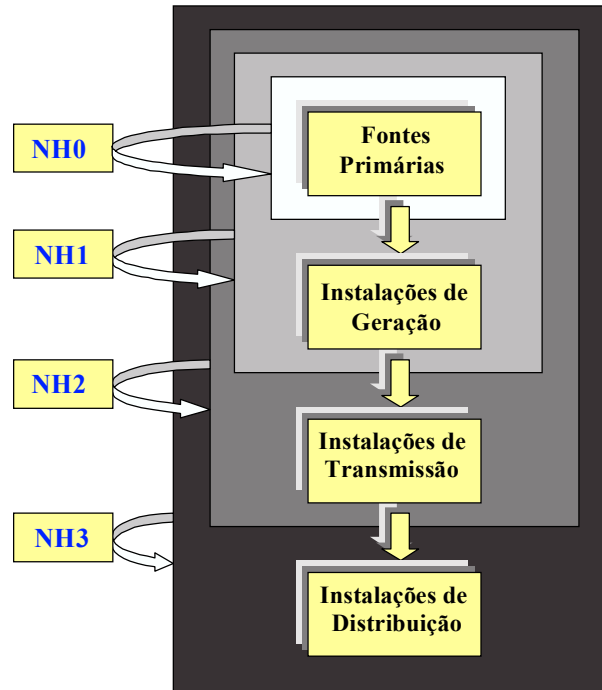 NH0
Fontes
Primárias
NH1
Instalações de
Geração
NH2
Instalações de
Transmissão
NH3
Instalações de
Distribuição